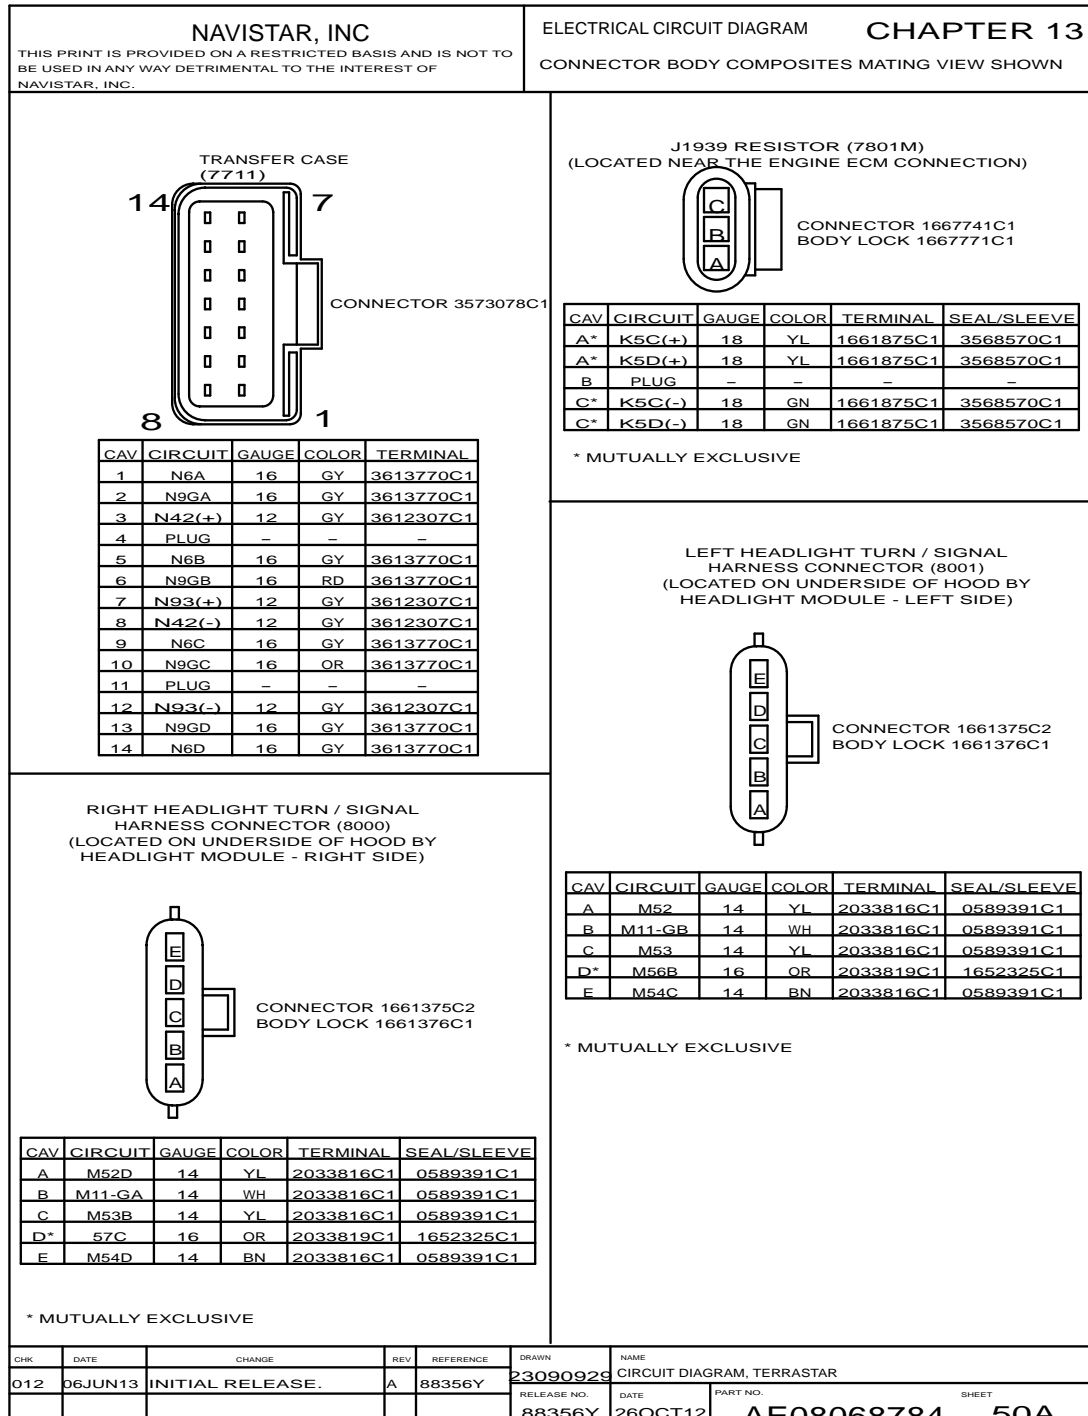 NAVISTAR, INC
THIS PRINT IS PROVIDED ON A RESTRICTED BASIS AND IS NOT TO
BE USED IN ANY WAY DETRIMENTAL TO THE INTEREST OF
NAVISTAR, INC.
ELECTRICAL CIRCUIT DIAGRAM CHAPTER 13
CONNECTOR BODY COMPOSITES MATING VIEW SHOWN
TRANSFER CASE
(7711)
14 7
CONNECTOR 3573078C1
8 1
CAV CIRCUIT GAUGE COLOR TERMINAL
1 N6A 16 GY 3613770C1
2 N9GA 16 GY 3613770C1
3 N42(+) 12 GY 3612307C1
4 PLUG – – –
5 N6B 16 GY 3613770C1
6 N9GB 16 RD 3613770C1
7 N93(+) 12 GY 3612307C1
8 N42(-) 12 GY 3612307C1
9 N6C 16 GY 3613770C1
10 N9GC 16 OR 3613770C1
11 PLUG – – –
12 N93(-) 12 GY 3612307C1
13 N9GD 16 GY 3613770C1
14 N6D 16 GY 3613770C1
J1939 RESISTOR (7801M)
(LOCATED NEAR THE ENGINE ECM CONNECTION)
C
B
A
CONNECTOR 1667741C1
BODY LOCK 1667771C1
CAV CIRCUIT GAUGE COLOR TERMINAL SEAL/SLEEVE
A* K5C(+) 18 YL 1661875C1 3568570C1
A* K5D(+) 18 YL 1661875C1 3568570C1
B PLUG – – – –
C* K5C(-) 18 GN 1661875C1 3568570C1
C* K5D(-) 18 GN 1661875C1 3568570C1
* MUTUALLY EXCLUSIVE
LEFT HEADLIGHT TURN / SIGNAL
HARNESS CONNECTOR (8001)
(LOCATED ON UNDERSIDE OF HOOD BY
HEADLIGHT MODULE - LEFT SIDE)
E
D
C
B
A
CONNECTOR 1661375C2
BODY LOCK 1661376C1
CAV CIRCUIT GAUGE COLOR TERMINAL SEAL/SLEEVE
A M52 14 YL 2033816C1 0589391C1
B M11-GB 14 WH 2033816C1 0589391C1
C M53 14 YL 2033816C1 0589391C1
D* M56B 16 OR 2033819C1 1652325C1
E M54C 14 BN 2033816C1 0589391C1
* MUTUALLY EXCLUSIVE
RIGHT HEADLIGHT TURN / SIGNAL
HARNESS CONNECTOR (8000)
(LOCATED ON UNDERSIDE OF HOOD BY
HEADLIGHT MODULE - RIGHT SIDE)
E
D
C
B
A
CONNECTOR 1661375C2
BODY LOCK 1661376C1
CAV CIRCUIT GAUGE COLOR TERMINAL SEAL/SLEEVE
A M52D 14 YL 2033816C1 0589391C1
B M11-GA 14 WH 2033816C1 0589391C1
C M53B 14 YL 2033816C1 0589391C1
D* 57C 16 OR 2033819C1 1652325C1
E M54D 14 BN 2033816C1 0589391C1
* MUTUALLY EXCLUSIVE
CHK DATE CHANGE REV REFERENCE
012 06JUN13 INITIAL RELEASE. A 88356Y
DRAWN NAME
23090929 CIRCUIT DIAGRAM, TERRASTAR
RELEASE NO. DATE PART NO. SHEET
88356Y 26OCT12 AE08068784 50A